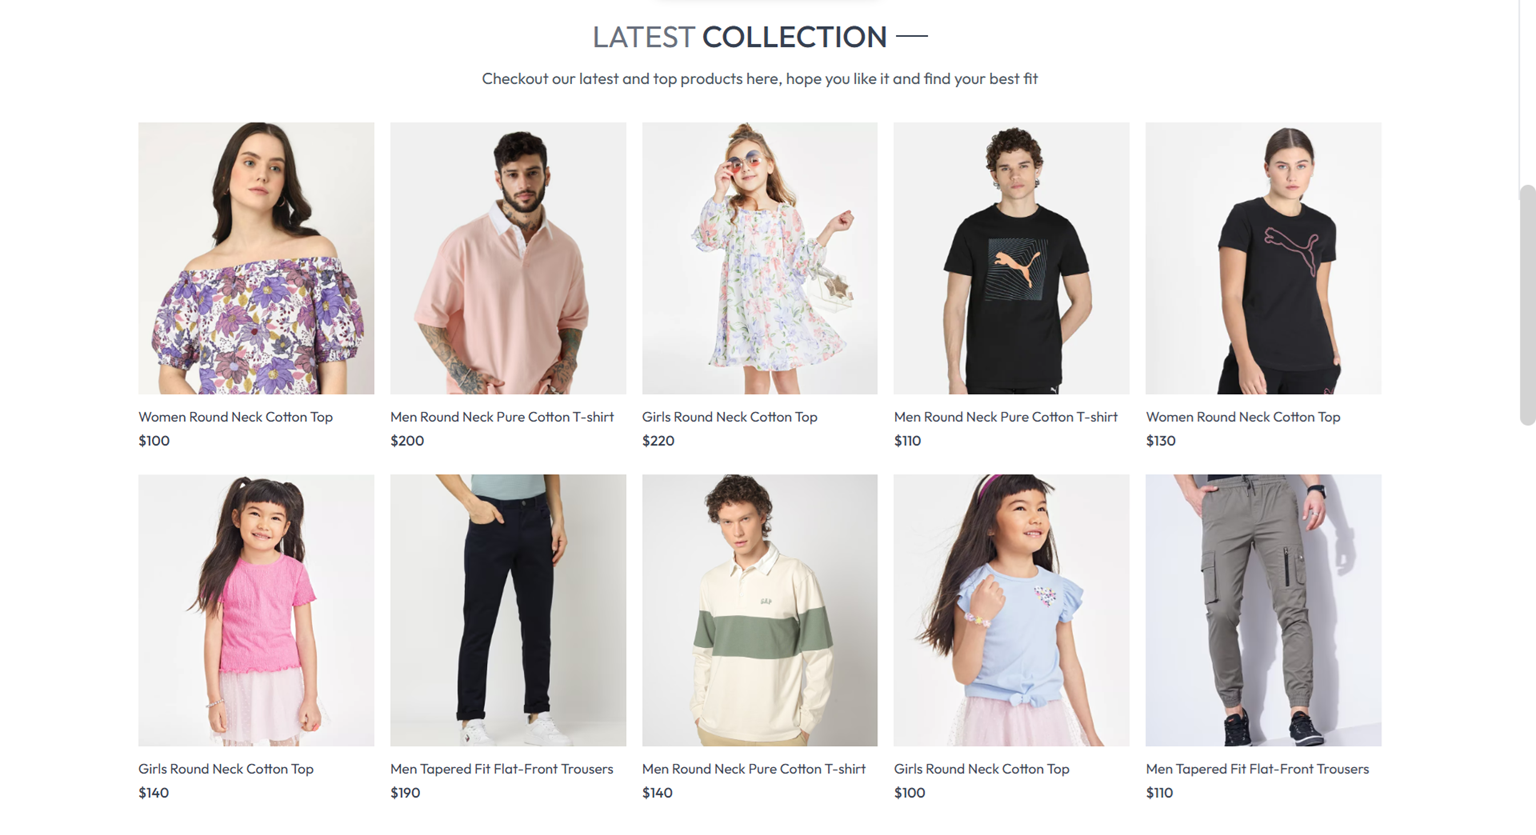 LATEST COLLECTION
Checkout our latest and top products here, hope you like it and find your best fit
Women Round Neck Cotton Top
$100
Men Round Neck Pure Cotton T-shirt
$200
Girls Round Neck Cotton Top
$220
Men Round Neck Pure Cotton T-shirt
$110
Women Round Neck Cotton Top
$130
GAP
Girls Round Neck Cotton Top
$140
Men Tapered Fit Flat-Front Trousers
$190
Men Round Neck Pure Cotton T-shirt
$140
Girls Round Neck Cotton Top
$100
Men Tapered Fit Flat-Front Trousers
$110